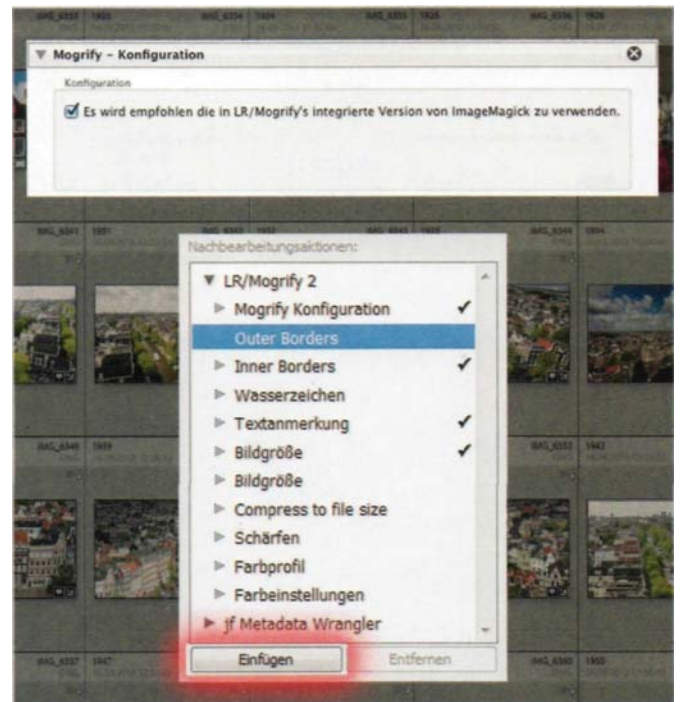 Mogrify – Konfiguration
Konfiguration
Es wird empfohlen die in LR/Mogrify's integrierte Version von ImageMagick zu verwenden.
Nachbearbeitungsaktionen:
LR/Mogrify 2
Mogrify Konfiguration
Outer Borders
Inner Borders
Wasserzeichen
Textanmerkung
Bildgröße
Bildgröße
Compress to file size
Schärfen
Farbprofil
Farbeinstellungen
jf Metadata Wrangler
Einfügen
Entfernen